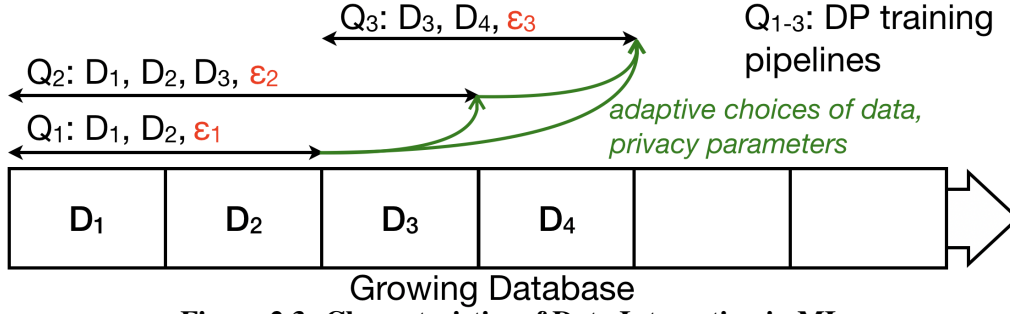 Q₃: D₃, D₄, ε₃
Q₁₋₃: DP training
pipelines
Q₂: D₁, D₂, D₃, ε₂
adaptive choices of data,
privacy parameters
Q₁: D₁, D₂, ε₁
D₁ D₂ D₃ D₄
Growing Database